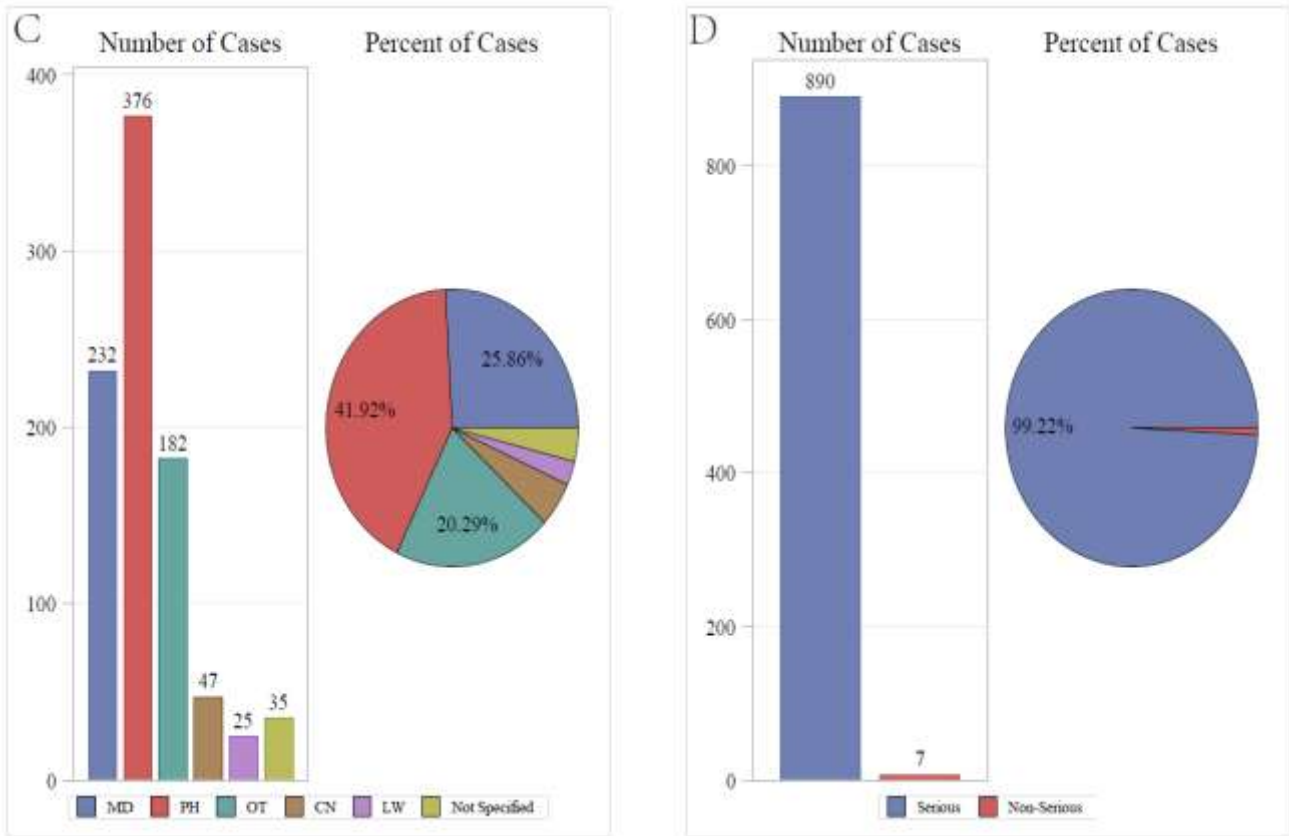 C
Number of Cases
Percent of Cases
400
376
300
232
200
182
100
47
25
35
0
25.86%
41.92%
20.29%
MD PH OT CN LW Not Specified
D
Number of Cases
Percent of Cases
890
800
600
400
200
7
0
99.22%
Serious Non-Serious